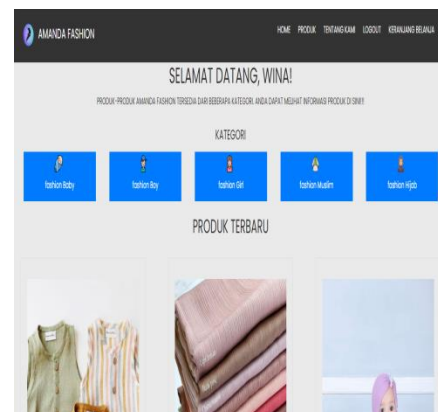 AMANDA FASHION
HOME PRODUK TENTANG KAMI LOGOUT KERANJANG BELANJA
SELAMAT DATANG, WINA!
PRODUK-PRODUK AMANDA FASHION TERSEDIA DARI BEBERAPA KATEGORI. ANDA DAPAT MELIHAT INFORMASI PRODUK DI SINI!!
KATEGORI
fashion Baby fashion Boy fashion Girl fashion Muslim fashion Hijab
PRODUK TERBARU